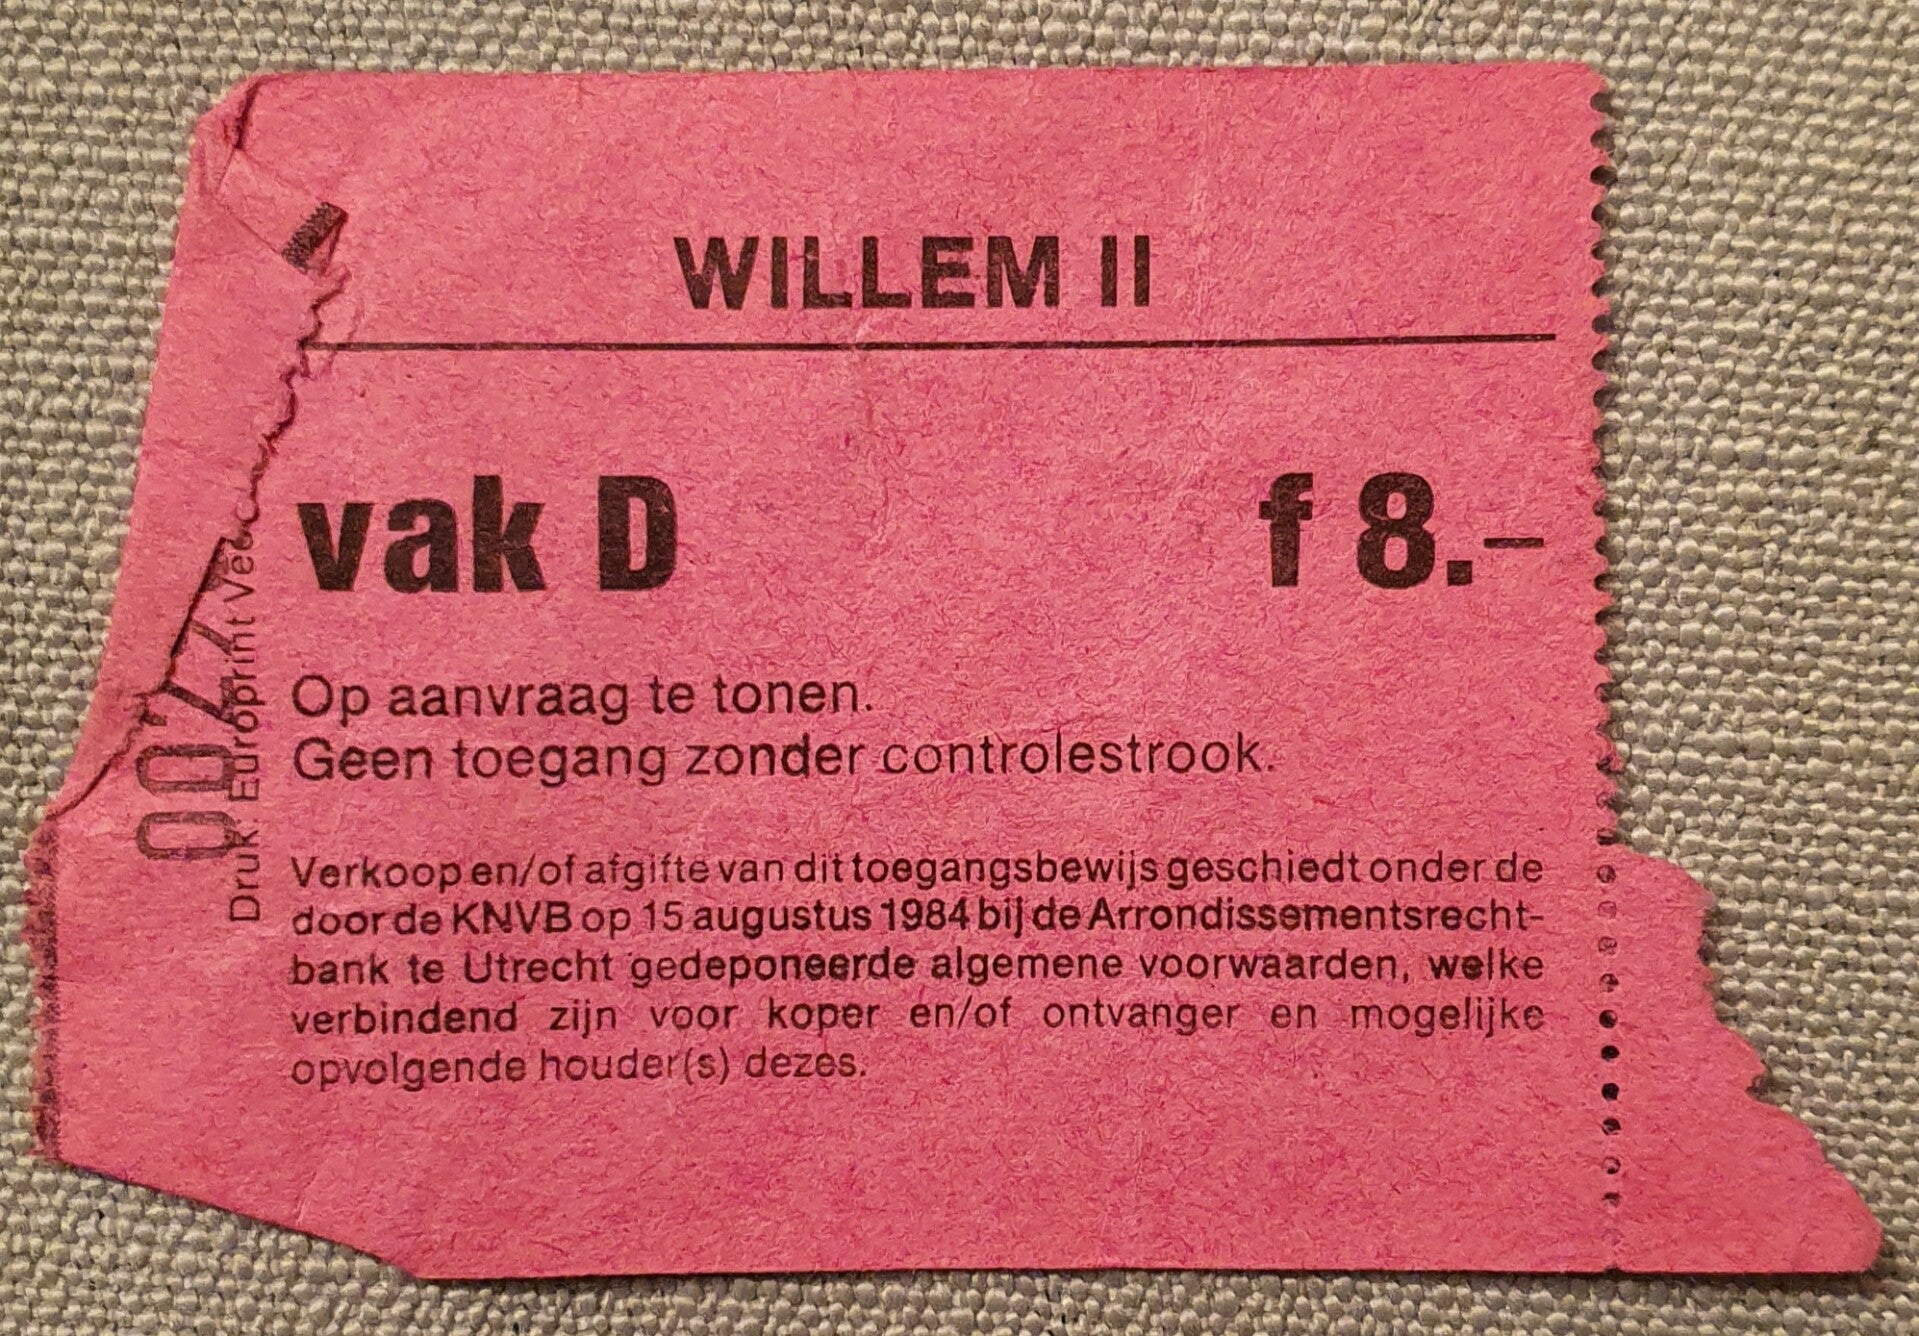 WILLEM II
vak D
f 8.–
Op aanvraag te tonen.
Geen toegang zonder controlestrook.
Verkoop en/of afgifte van dit toegangsbewijs geschiedt onder de
door de KNVB op 15 augustus 1984 bij de Arrondissementsrecht-
bank te Utrecht gedeponeerde algemene voorwaarden, welke
verbindend zijn voor koper en/of ontvanger en mogelijke
opvolgende houder(s) dezes.
Druk. Europrint